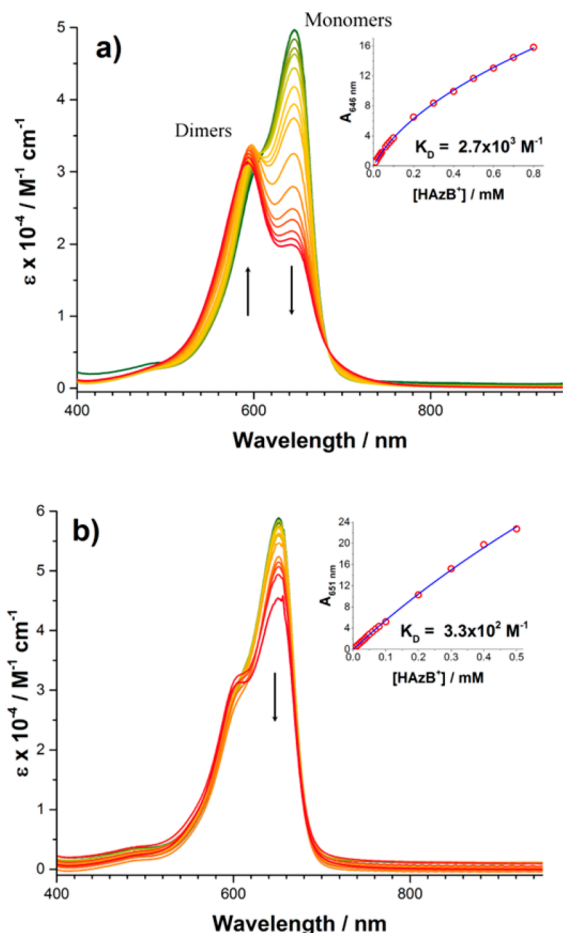 a)
Monomers
Dimers
ε x 10⁻⁴ / M⁻¹ cm⁻¹
5
4
3
2
1
0
400
600
800
Wavelength / nm
A₆₄₆ ₙₘ
16
12
8
4
0
K_D = 2.7x10³ M⁻¹
0.0 0.2 0.4 0.6 0.8
[HAzB⁺] / mM
b)
ε x 10⁻⁴ / M⁻¹ cm⁻¹
6
5
4
3
2
1
0
400
600
800
Wavelength / nm
A₆₅₁ ₙₘ
24
20
16
12
8
4
0
K_D = 3.3x10² M⁻¹
0.0 0.1 0.2 0.3 0.4 0.5
[HAzB⁺] / mM